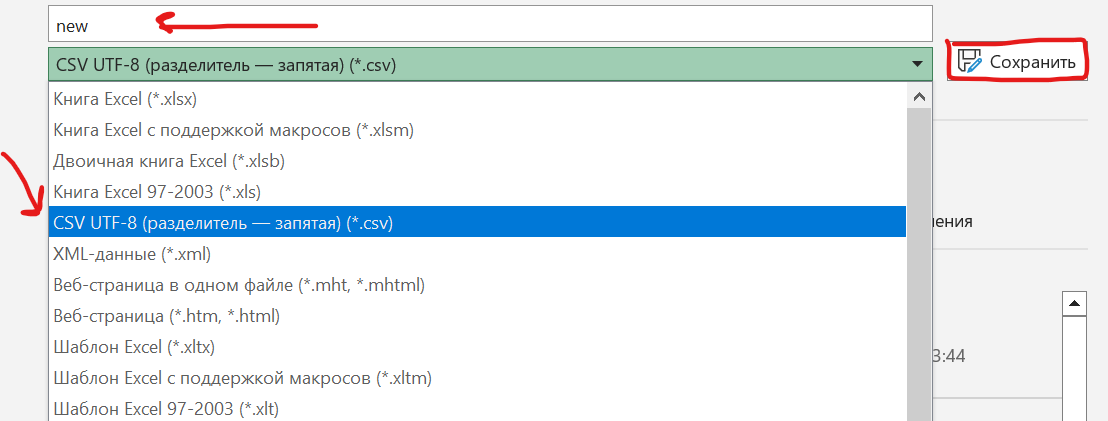 new
CSV UTF-8 (разделитель — запятая) (*.csv)
Сохранить
Книга Excel (*.xlsx)
Книга Excel с поддержкой макросов (*.xlsm)
Двоичная книга Excel (*.xlsb)
Книга Excel 97-2003 (*.xls)
CSV UTF-8 (разделитель — запятая) (*.csv)
ения
XML-данные (*.xml)
Веб-страница в одном файле (*.mht, *.mhtml)
Веб-страница (*.htm, *.html)
Шаблон Excel (*.xltx)
3:44
Шаблон Excel с поддержкой макросов (*.xltm)
Шаблон Excel 97-2003 (*.xlt)